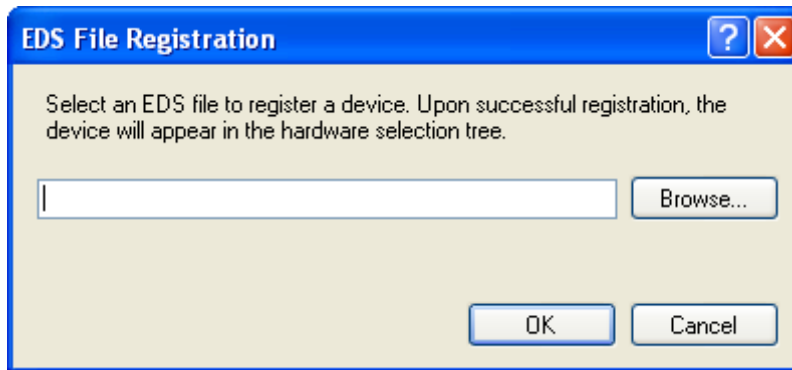 EDS File Registration
Select an EDS file to register a device. Upon successful registration, the
device will appear in the hardware selection tree.
Browse...
OK
Cancel